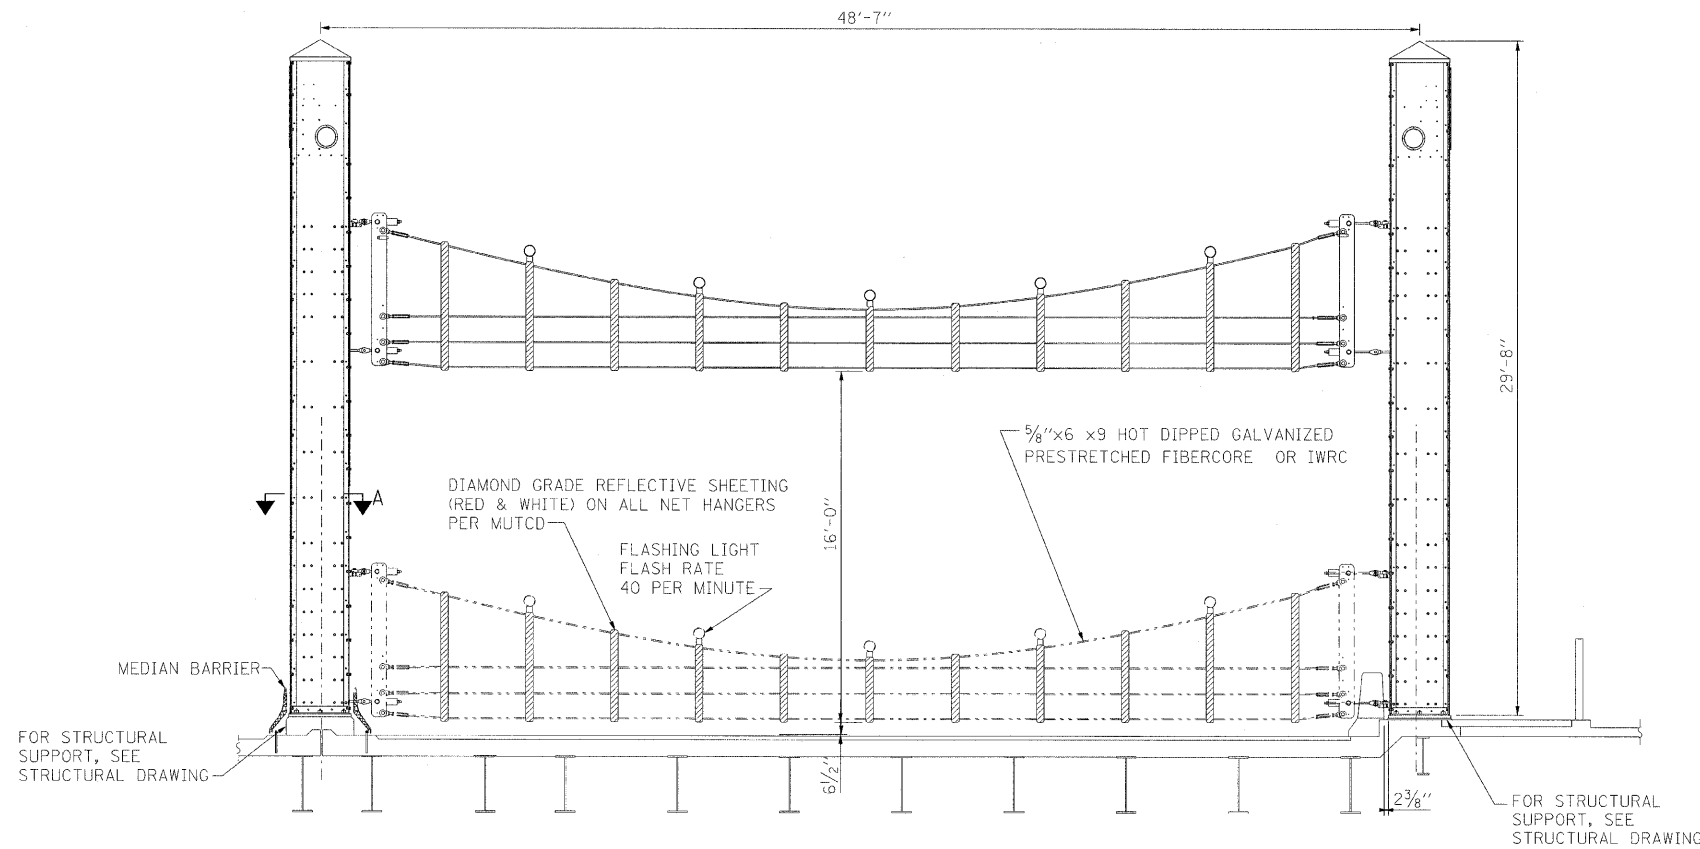 48'-7"
29'-8"
5/8"x6 x9 HOT DIPPED GALVANIZED
PRESTRETCHED FIBERCORE OR IWRC
DIAMOND GRADE REFLECTIVE SHEETING
(RED & WHITE) ON ALL NET HANGERS
PER MUTCD
A
16'-0"
FLASHING LIGHT
FLASH RATE
40 PER MINUTE
MEDIAN BARRIER
FOR STRUCTURAL
SUPPORT, SEE
STRUCTURAL DRAWING
6½"
2⅜"
FOR STRUCTURAL
SUPPORT, SEE
STRUCTURAL DRAWING